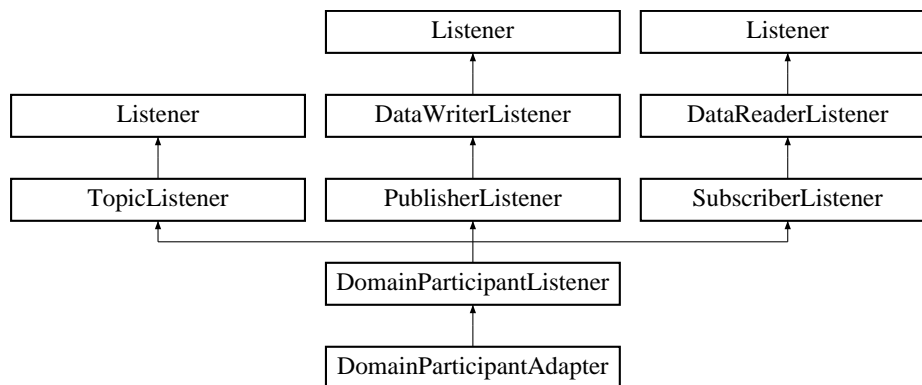 Listener
Listener
Listener
DataWriterListener
DataReaderListener
TopicListener
PublisherListener
SubscriberListener
DomainParticipantListener
DomainParticipantAdapter